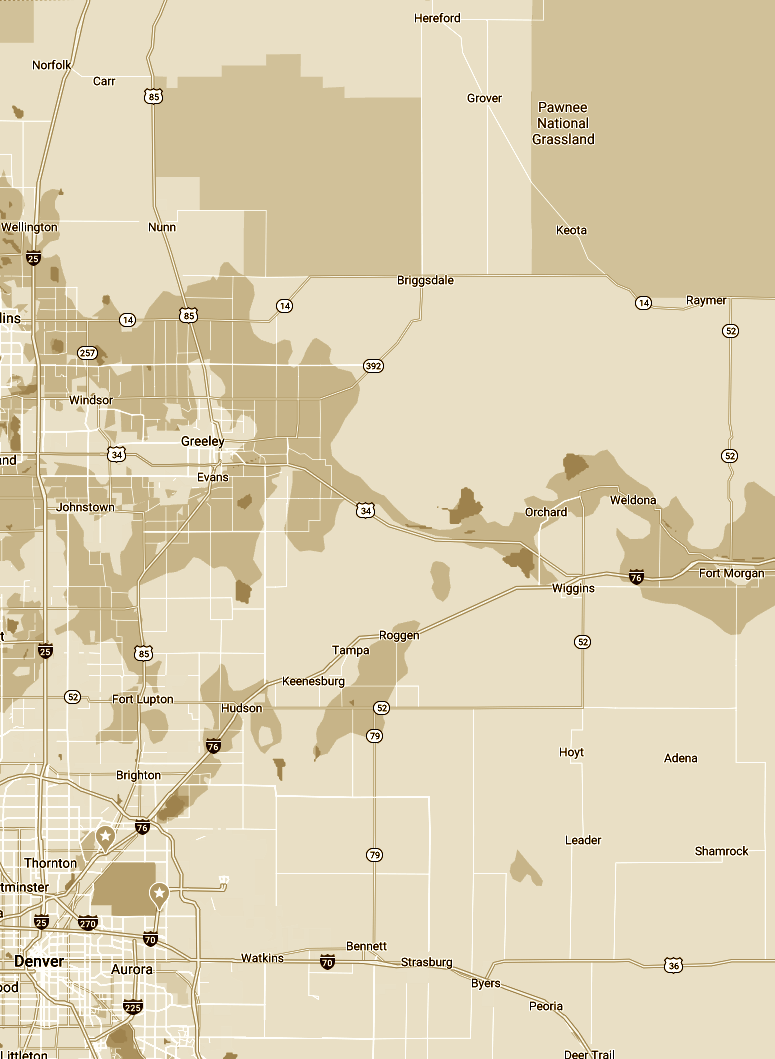 Hereford
Norfolk
Carr
85
Grover
Pawnee
National
Grassland
Wellington
Nunn
Keota
25
Briggsdale
14
14
Raymer
85
14
lins
52
257
392
Windsor
Greeley
34
52
and
Evans
Weldona
Johnstown
34
Orchard
Fort Morgan
76
Wiggins
t
Roggen
52
25
85
Tampa
Keenesburg
52
Fort Lupton
Hudson
52
79
76
Hoyt
Adena
Brighton
76
Leader
Thornton
79
Shamrock
tminster
a
25
270
70
Bennett
Denver
Watkins
70
Strasburg
36
Aurora
Byers
ood
225
Peoria
Littleton
Deer Trail